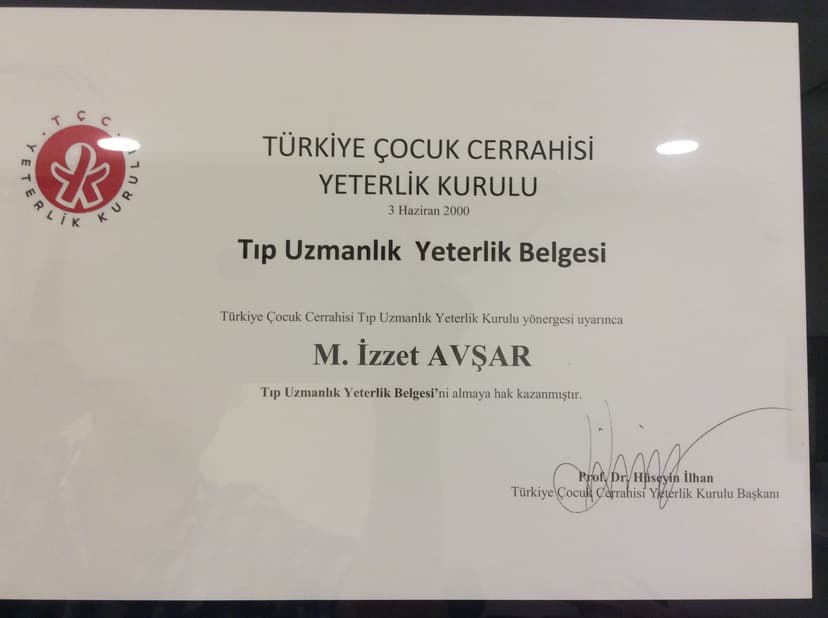 TÇC
YETERLİK KURULU
TÜRKİYE ÇOCUK CERRAHİSİ
YETERLİK KURULU
3 Haziran 2000
Tıp Uzmanlık Yeterlik Belgesi
Türkiye Çocuk Cerrahisi Tıp Uzmanlık Yeterlik Kurulu yönergesi uyarınca
M. İzzet AVŞAR
Tıp Uzmanlık Yeterlik Belgesi'ni almaya hak kazanmıştır.
Prof. Dr. Hüseyin İlhan
Türkiye Çocuk Cerrahisi Yeterlik Kurulu Başkanı